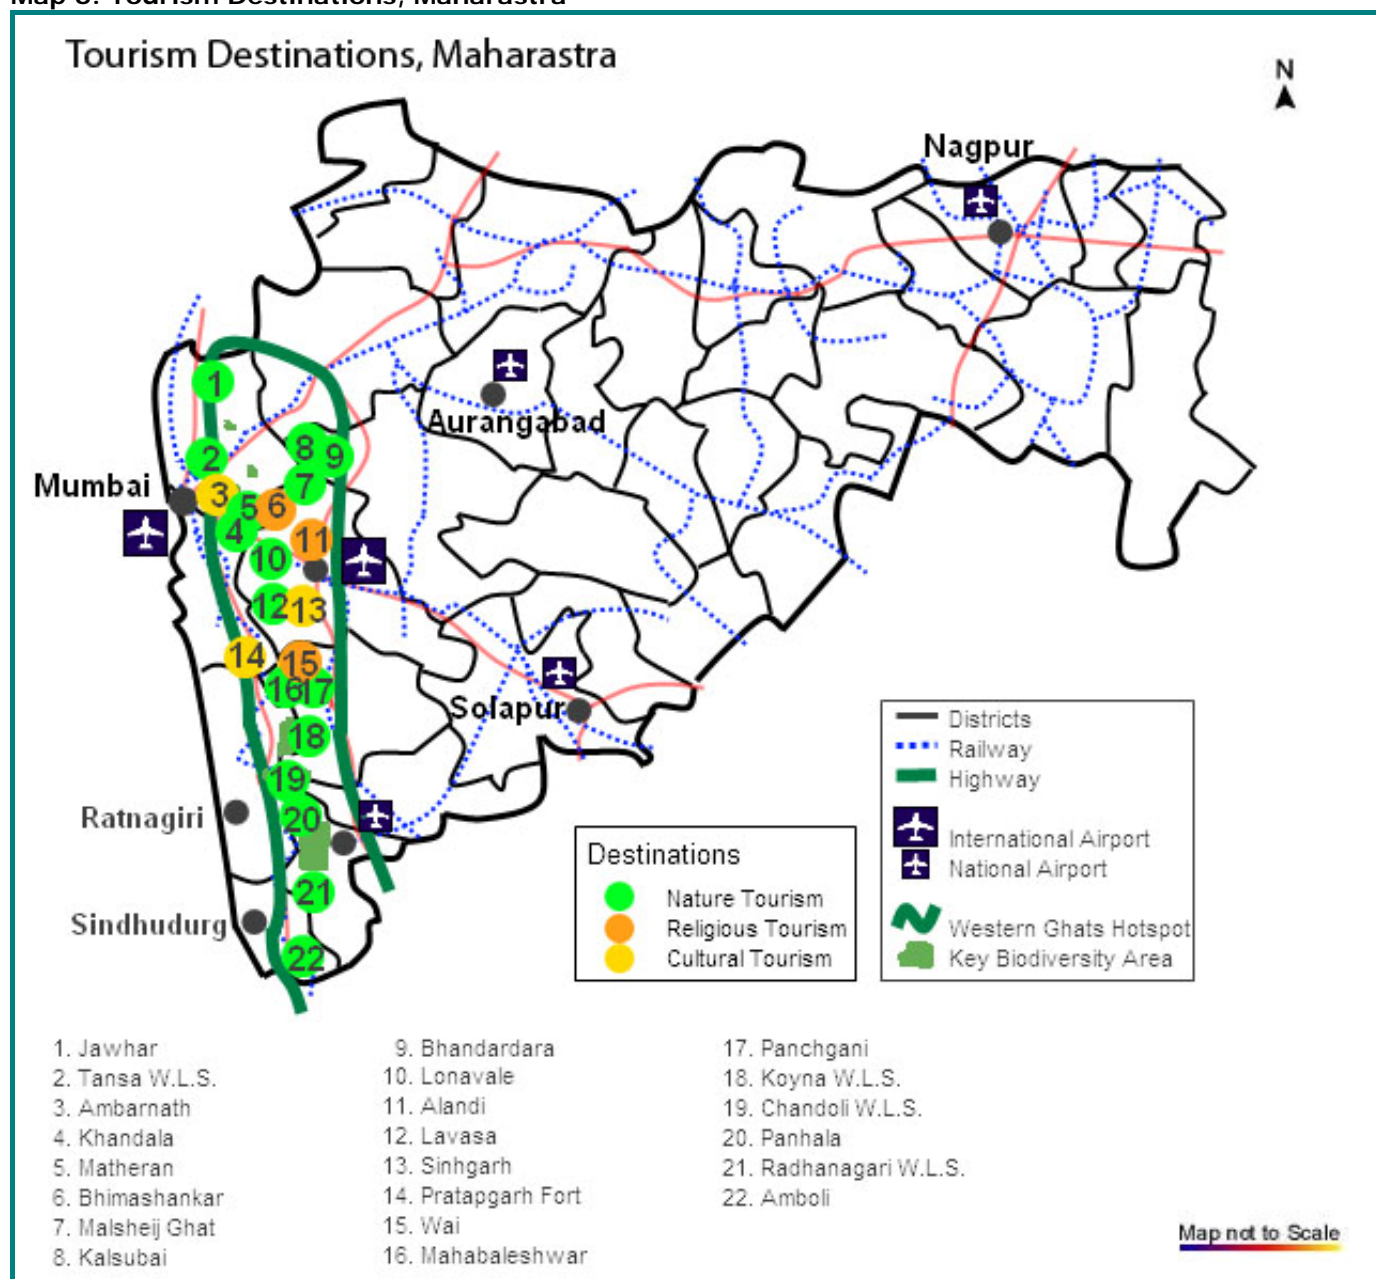 Map 3: Tourism Destinations, Maharastra
Tourism Destinations, Maharastra
N
Nagpur
Aurangabad
Mumbai
Solapur
Ratnagiri
Sindhudurg
1
2
3
4
5
6
7
8
9
10
11
12
13
14
15
16
17
18
19
20
21
22
Destinations
Nature Tourism
Religious Tourism
Cultural Tourism
Districts
Railway
Highway
International Airport
National Airport
Western Ghats Hotspot
Key Biodiversity Area
1. Jawhar
2. Tansa W.L.S.
3. Ambarnath
4. Khandala
5. Matheran
6. Bhimashankar
7. Malsheij Ghat
8. Kalsubai
9. Bhandardara
10. Lonavale
11. Alandi
12. Lavasa
13. Sinhgarh
14. Pratapgarh Fort
15. Wai
16. Mahabaleshwar
17. Panchgani
18. Koyna W.L.S.
19. Chandoli W.L.S.
20. Panhala
21. Radhanagari W.L.S.
22. Amboli
Map not to Scale